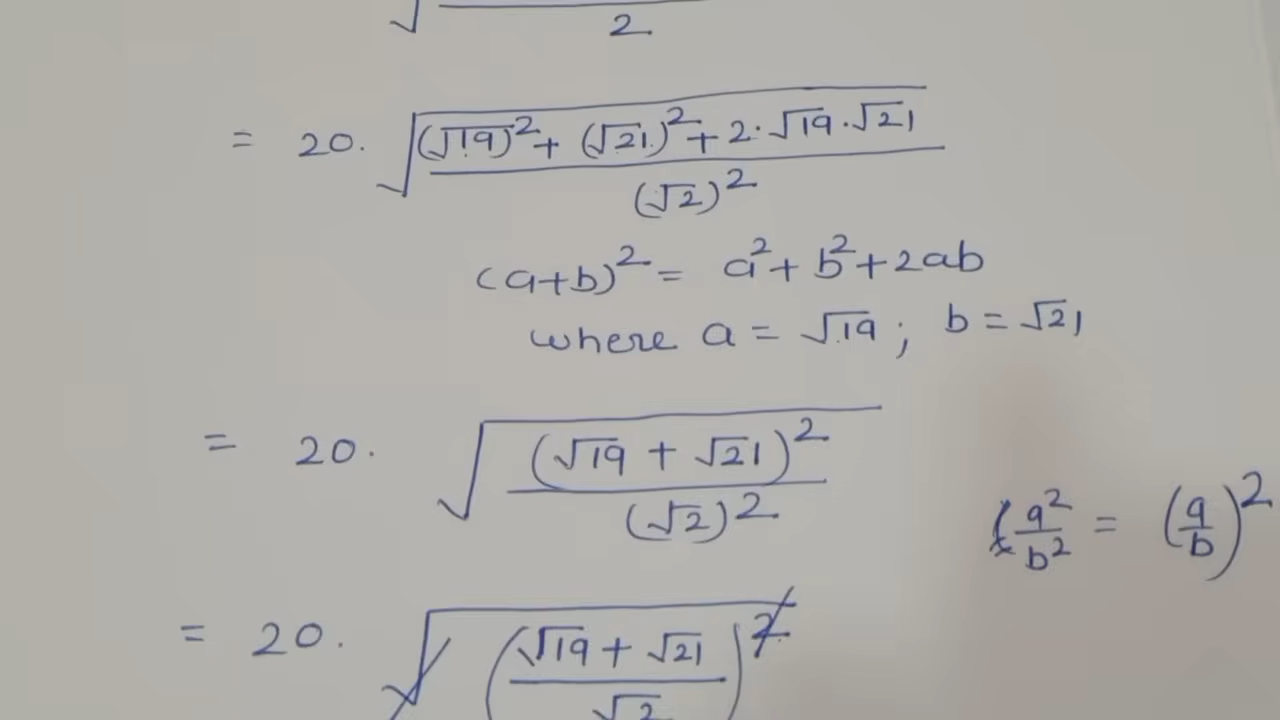 2
= 20. √((√19)² + (√21)² + 2·√19·√21 / (√2)²)
(a+b)² = a² + b² + 2ab
where a = √19 ; b = √21
= 20. √((√19 + √21)² / (√2)²)
a²/b² = (a/b)²
= 20. √((√19 + √21 / √2)²)